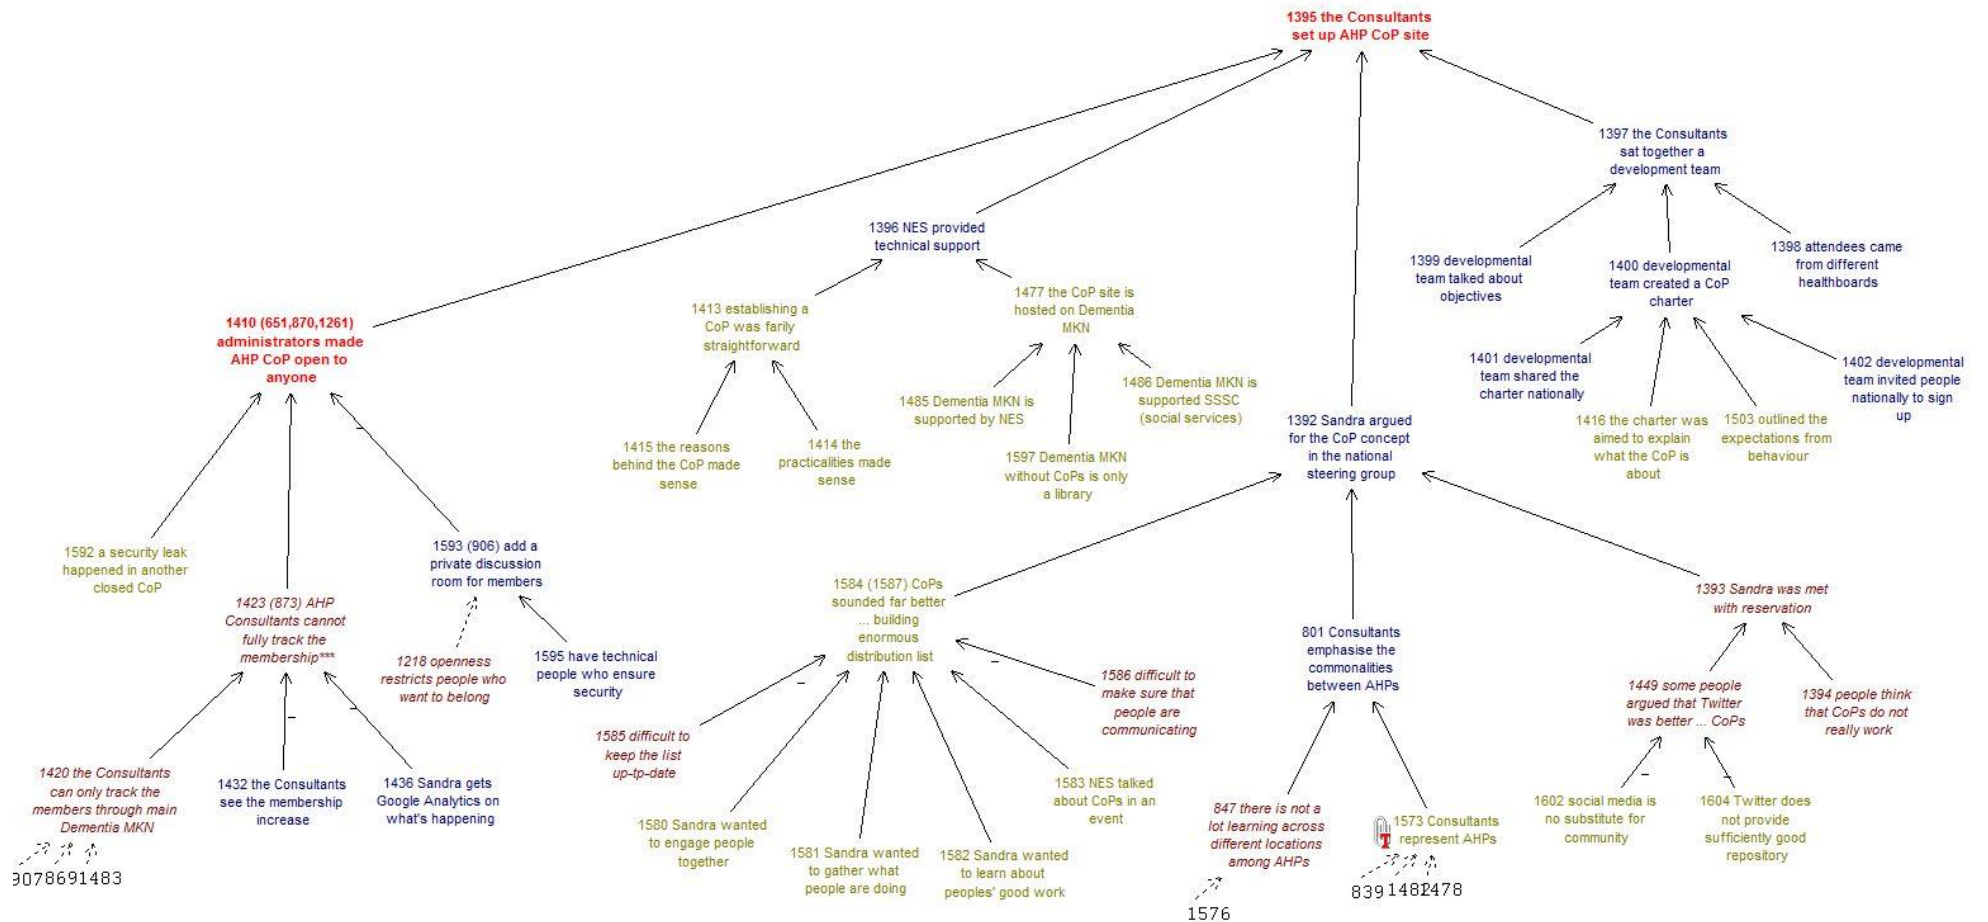 1395 the Consultants
set up AHP CoP site
1397 the Consultants
sat together a
development team
1396 NES provided
technical support
1399 developmental
team talked about
objectives
1400 developmental
team created a CoP
charter
1398 attendees came
from different
healthboards
1410 (651,870,1261)
administrators made
AHP CoP open to
anyone
1413 establishing a
CoP was farily
straightforward
1477 the CoP site is
hosted on Dementia
MKN
1401 developmental
team shared the
charter nationally
1402 developmental
team invited people
nationally to sign
up
1485 Dementia MKN is
supported by NES
1486 Dementia MKN is
supported SSSC
(social services)
1392 Sandra argued
for the CoP concept
in the national
steering group
1416 the charter was
aimed to explain
what the CoP is
about
1503 outlined the
expectations from
behaviour
1415 the reasons
behind the CoP made
sense
1414 the
practicalities made
sense
1597 Dementia MKN
without CoPs is only
a library
1592 a security leak
happened in another
closed CoP
1593 (906) add a
private discussion
room for members
1423 (873) AHP
Consultants cannot
fully track the
membership***
1218 openness
restricts people who
want to belong
1595 have technical
people who ensure
security
1584 (1587) CoPs
sounded far better
... building
enormous
distribution list
801 Consultants
emphasise the
commonalities
between AHPs
1393 Sandra was met
with reservation
1585 difficult to
keep the list
up-tp-date
1586 difficult to
make sure that
people are
communicating
1449 some people
argued that Twitter
was better ... CoPs
1394 people think
that CoPs do not
really work
1420 the Consultants
can only track the
members through main
Dementia MKN
1432 the Consultants
see the membership
increase
1436 Sandra gets
Google Analytics on
what's happening
1580 Sandra wanted
to engage people
together
1581 Sandra wanted
to gather what
people are doing
1582 Sandra wanted
to learn about
peoples' good work
1583 NES talked
about CoPs in an
event
847 there is not a
lot learning across
different locations
among AHPs
1573 Consultants
represent AHPs
1602 social media is
no substitute for
community
1604 Twitter does
not provide
sufficiently good
repository
9078691483
1576
839